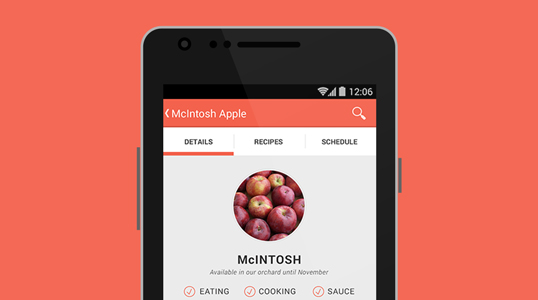 12:06
McIntosh Apple
DETAILS RECIPES SCHEDULE
McINTOSH
Available in our orchard until November
EATING COOKING SAUCE